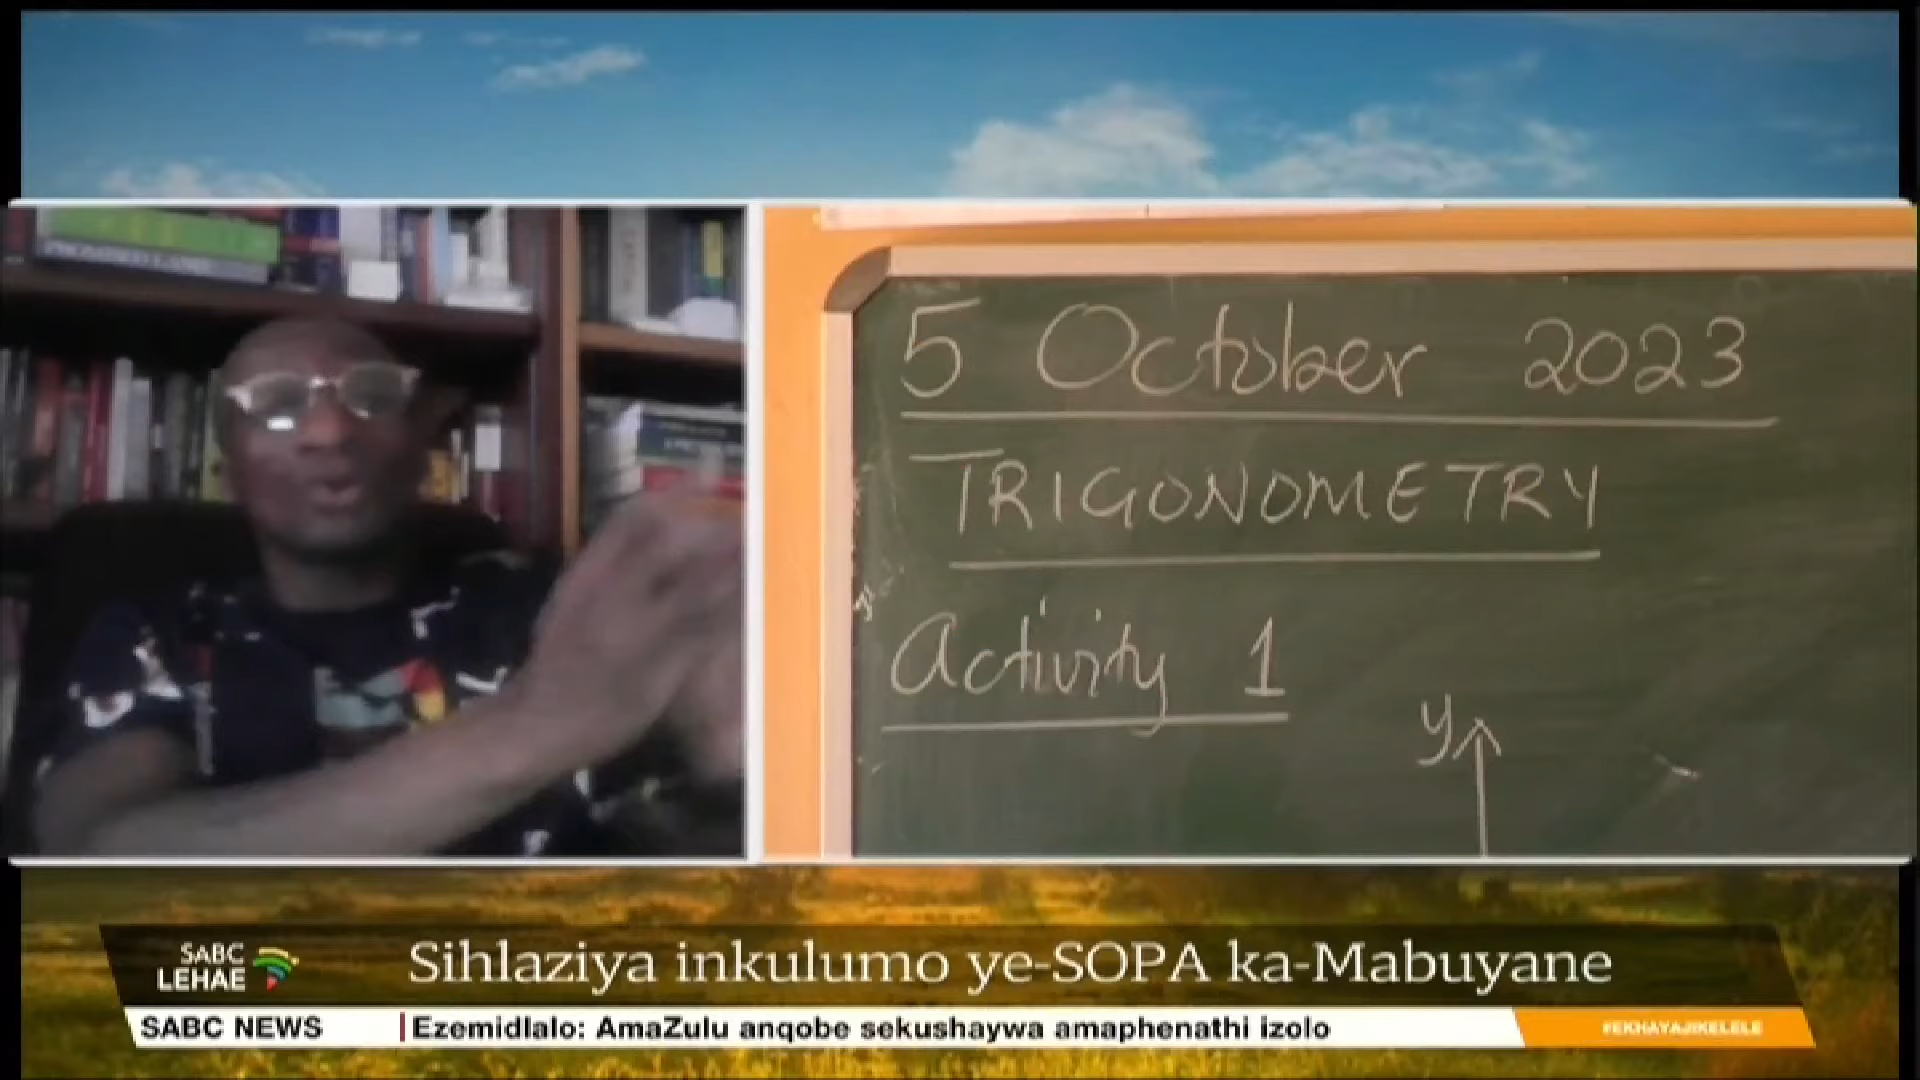 5 October 2023
TRIGONOMETRY
Activity 1
y
SABC
LEHAE
Sihlaziya inkulumo ye-SOPA ka-Mabuyane
SABC NEWS
Ezemidlalo: AmaZulu anqobe sekushaywa amaphenathi izolo
#EKHAYAJIKELELE